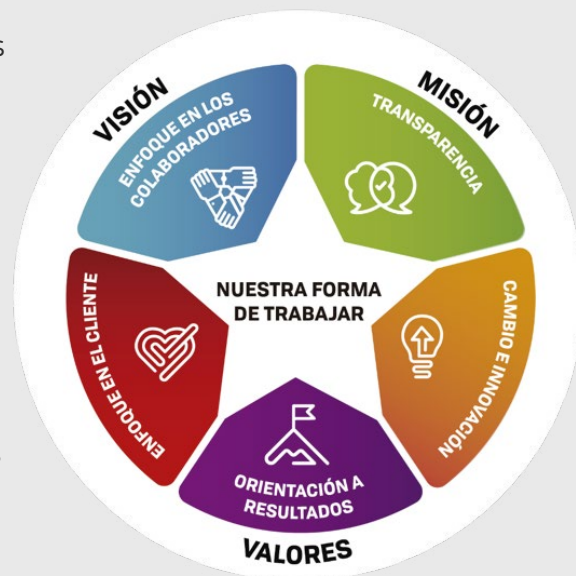 S
VISIÓN
MISIÓN
ENFOQUE EN LOS
COLABORADORES
TRANSPARENCIA
NUESTRA FORMA
DE TRABAJAR
ENFOQUE EN EL CLIENTE
CAMBIO E INNOVACIÓN
ORIENTACIÓN A
RESULTADOS
VALORES